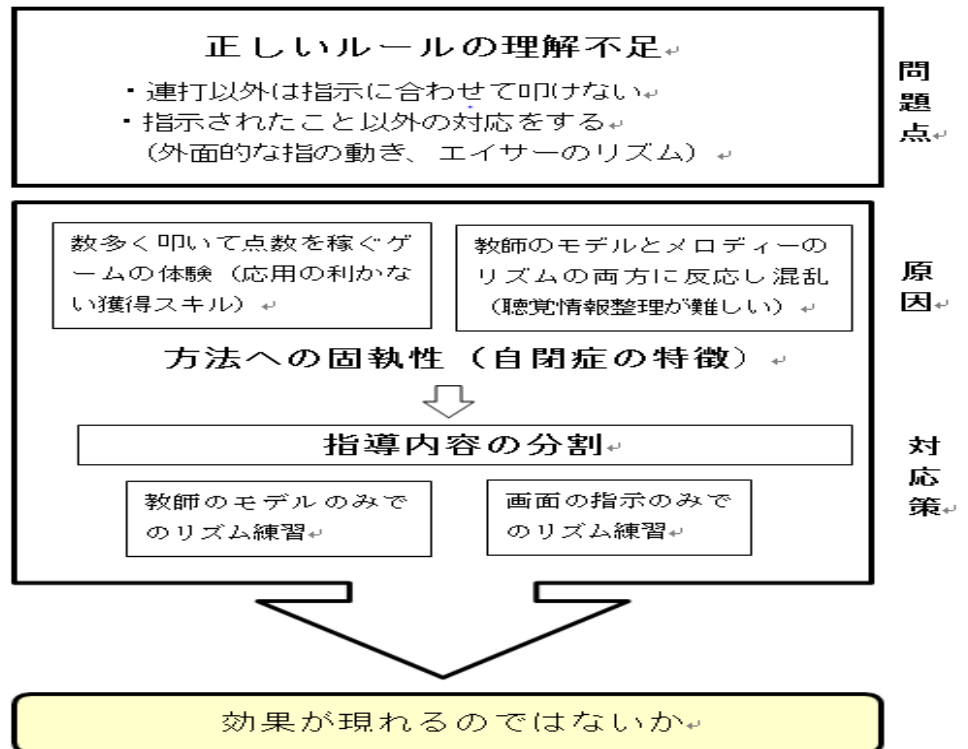 正しいルールの理解不足
・連打以外は指示に合わせて叩けない
・指示されたこと以外の対応をする
（外面的な指の動き、エイサーのリズム）
問題点
数多く叩いて点数を稼ぐゲ
ームの体験（応用の利かな
い獲得スキル）
教師のモデルとメロディーの
リズムの両方に反応し混乱
（聴覚情報整理が難しい）
原因
方法への固執性（自閉症の特徴）
指導内容の分割
教師のモデルのみで
のリズム練習
画面の指示のみで
のリズム練習
対応策
効果が現れるのではないか